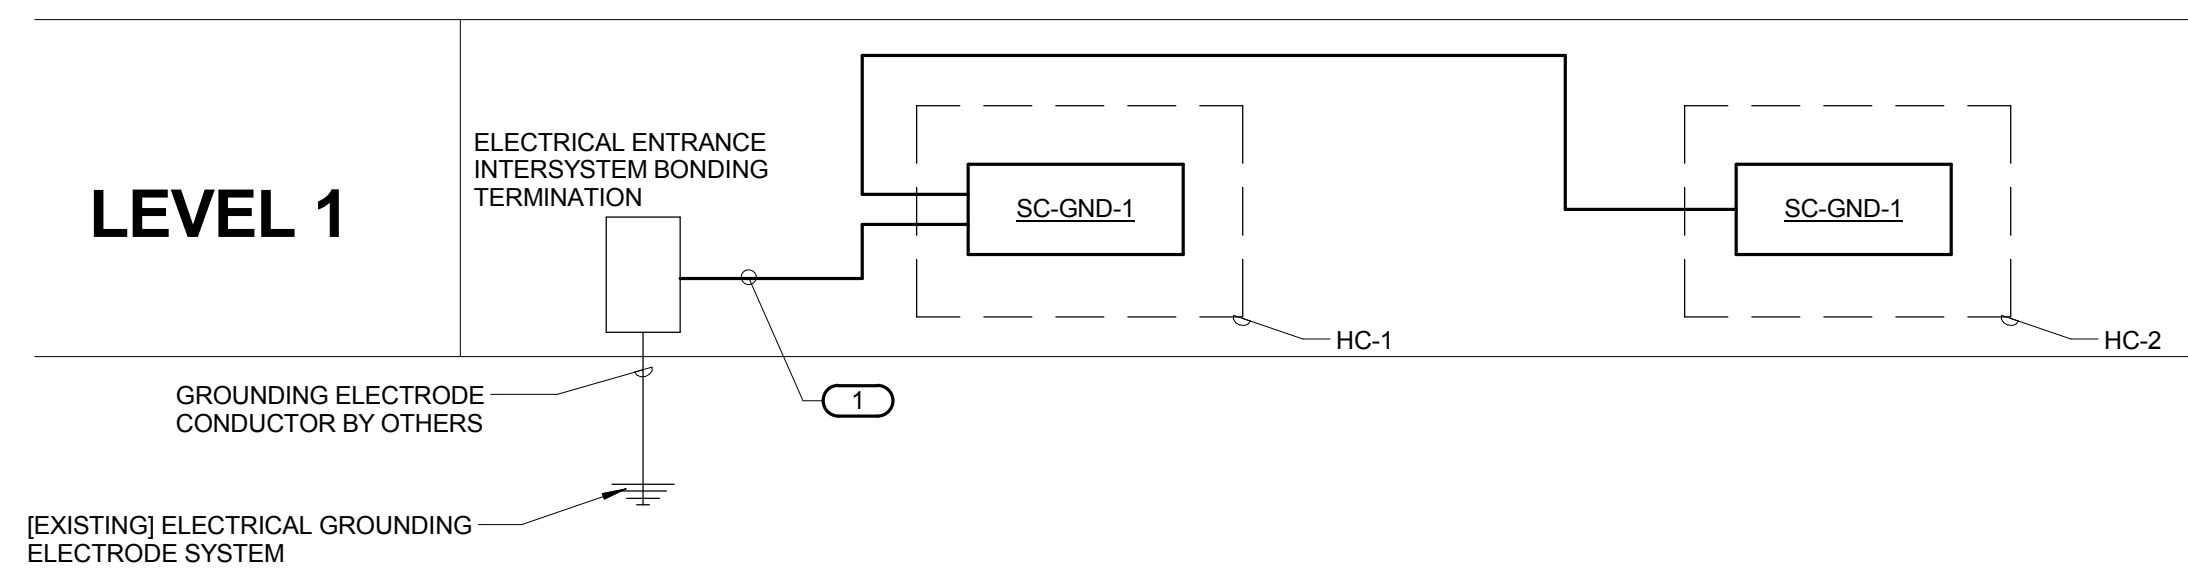 LEVEL 1
ELECTRICAL ENTRANCE
INTERSYSTEM BONDING
TERMINATION
SC-GND-1
SC-GND-1
HC-1
HC-2
GROUNDING ELECTRODE
CONDUCTOR BY OTHERS
1
[EXISTING] ELECTRICAL GROUNDING
ELECTRODE SYSTEM